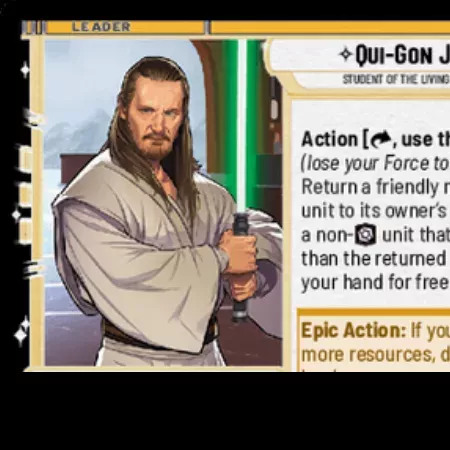 LEADER
QUI-GON J
STUDENT OF THE LIVING
Action [ , use th
(lose your Force to
Return a friendly n
unit to its owner's
a non- unit that
than the returned
your hand for free
Epic Action: If you
more resources, d